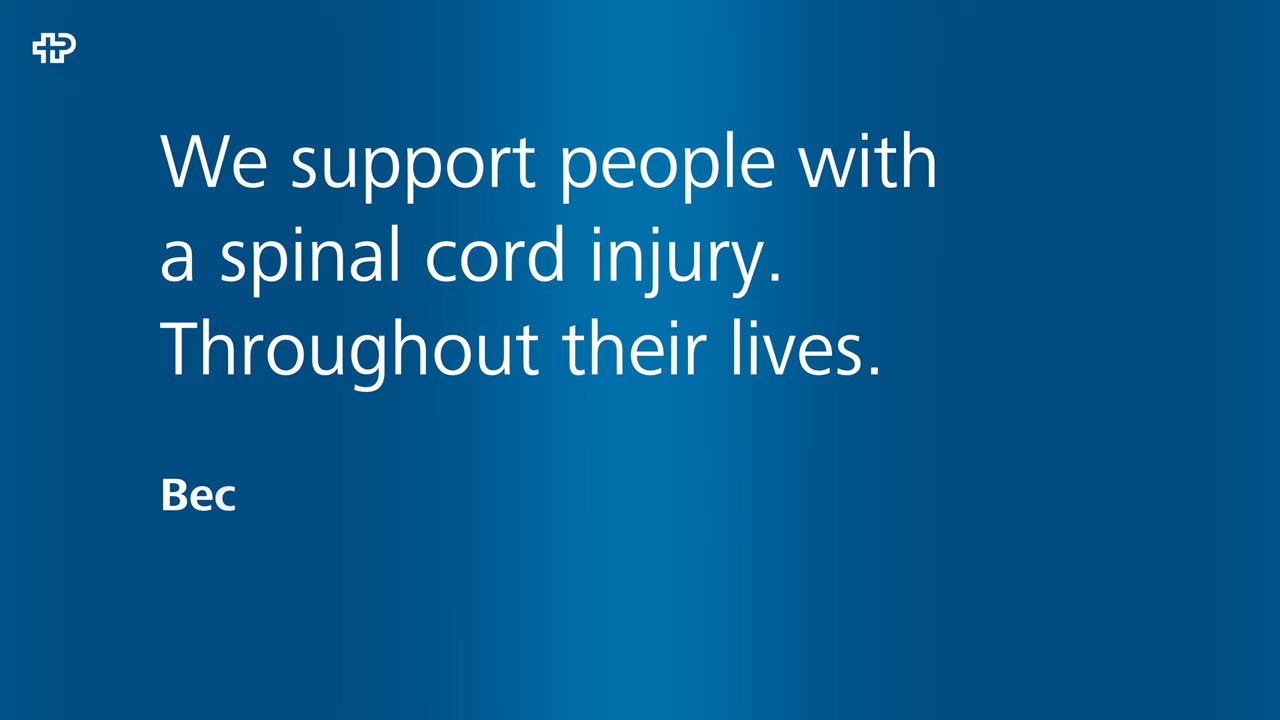 We support people with
a spinal cord injury.
Throughout their lives.
Bec